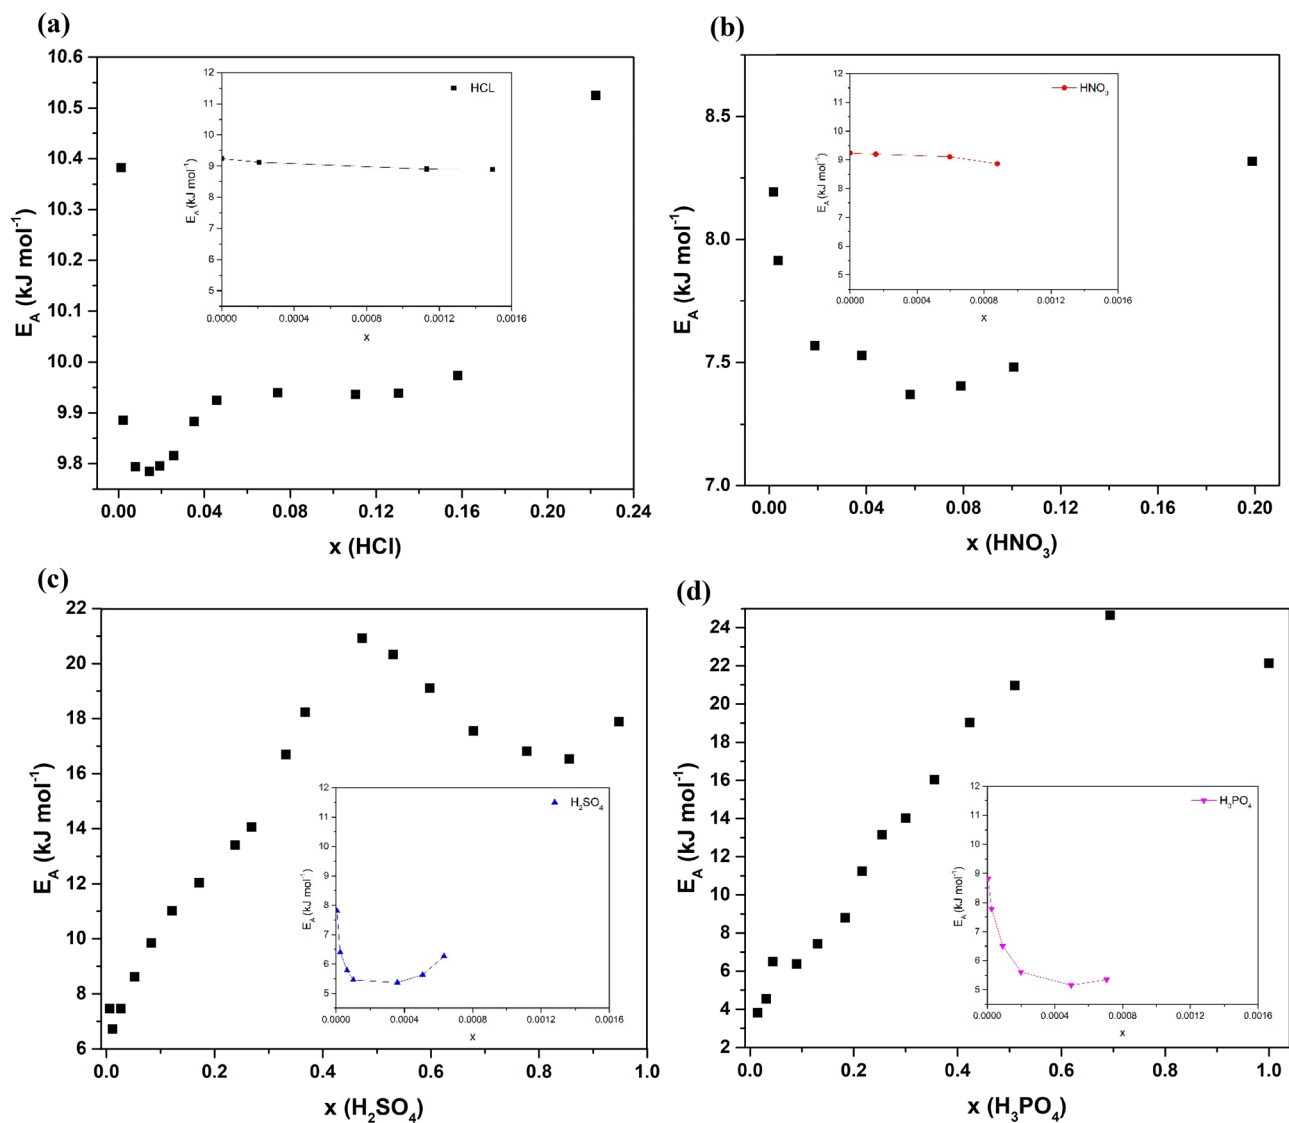 (a)
10.6
10.5
10.4
10.3
10.2
10.1
10.0
9.9
9.8
E_A (kJ mol⁻¹)
0.00 0.04 0.08 0.12 0.16 0.20 0.24
x (HCl)
12
11
10
9
8
7
6
5
E_A (kJ mol⁻¹)
HCL
0.0000 0.0004 0.0008 0.0012 0.0016
x
(b)
8.5
8.0
7.5
7.0
E_A (kJ mol⁻¹)
0.00 0.04 0.08 0.12 0.16 0.20
x (HNO₃)
12
11
10
9
8
7
6
5
E_A (kJ mol⁻¹)
HNO₃
0.0000 0.0004 0.0008 0.0012 0.0016
x
(c)
22
20
18
16
14
12
10
8
6
E_A (kJ mol⁻¹)
0.0 0.2 0.4 0.6 0.8 1.0
x (H₂SO₄)
12
11
10
9
8
7
6
5
E_A (kJ mol⁻¹)
H₂SO₄
0.0000 0.0004 0.0008 0.0012 0.0016
x
(d)
24
22
20
18
16
14
12
10
8
6
4
2
E_A (kJ mol⁻¹)
0.0 0.2 0.4 0.6 0.8 1.0
x (H₃PO₄)
12
11
10
9
8
7
6
5
E_A (kJ mol⁻¹)
H₃PO₄
0.0000 0.0004 0.0008 0.0012 0.0016
x